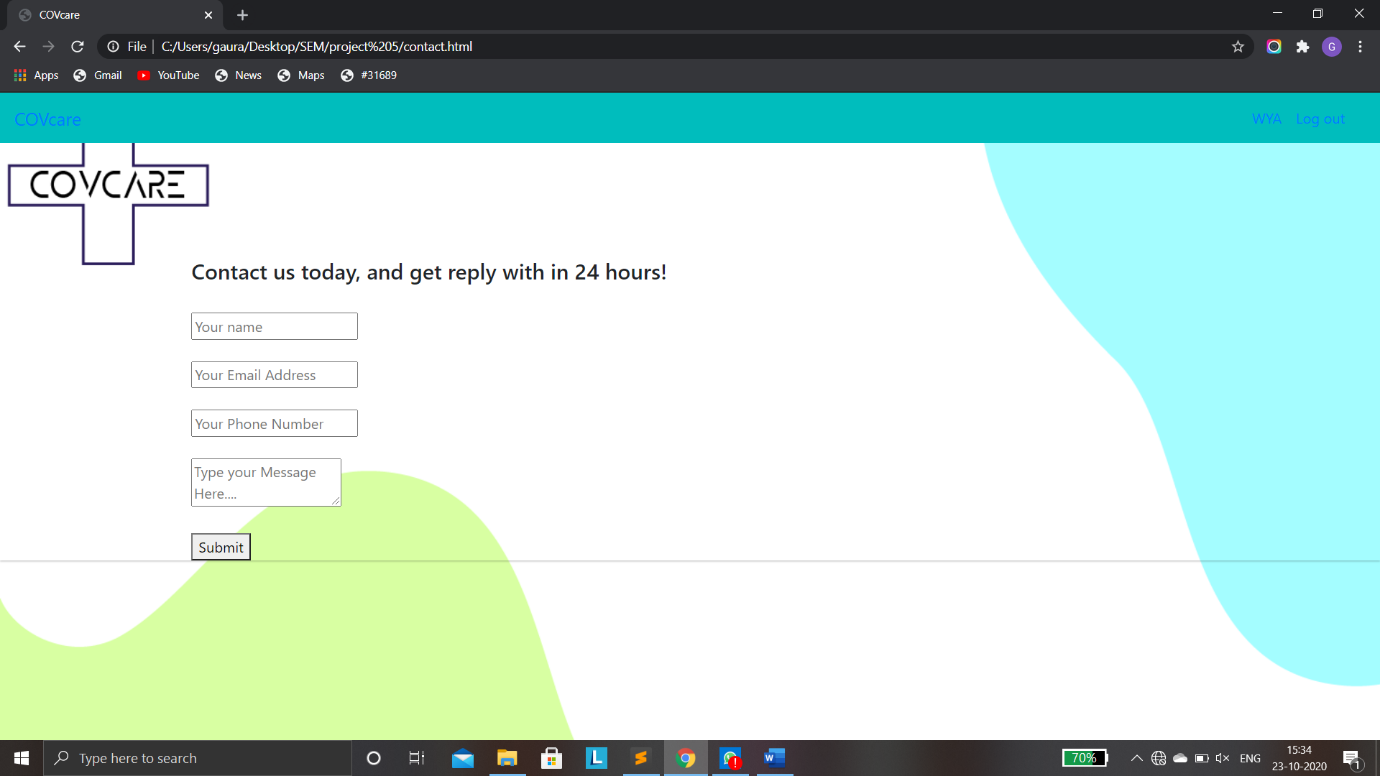 COVcare
File | C:/Users/gaura/Desktop/SEM/project%205/contact.html
G
Apps Gmail YouTube News Maps #31689
COVcare WYA Log out
COVCARE
Contact us today, and get reply with in 24 hours!
Your name
Your Email Address
Your Phone Number
Type your Message
Here....
Submit
Type here to search
L
70%
ENG
15:34
23-10-2020
1